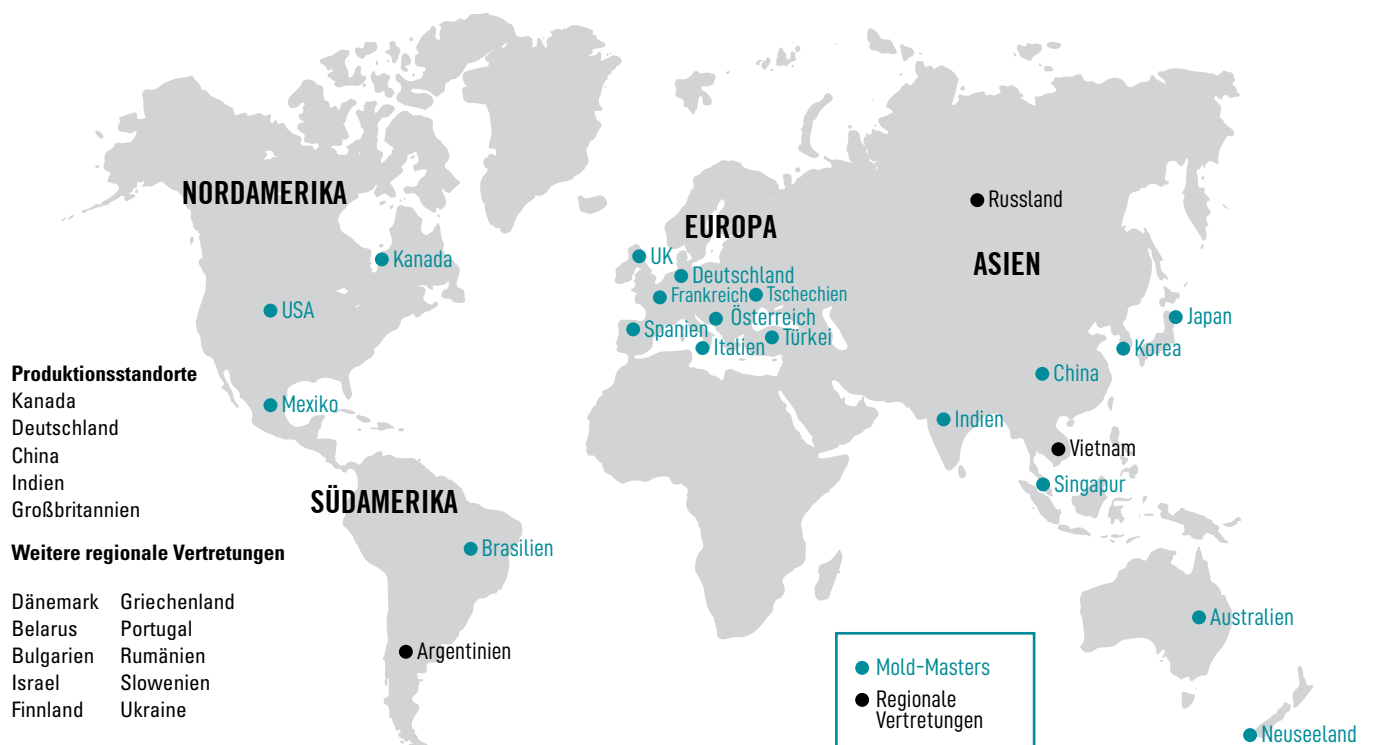 NORDAMERIKA
Kanada
USA
Mexiko
EUROPA
UK
Deutschland
Frankreich
Tschechien
Österreich
Spanien
Türkei
Italien
Russland
ASIEN
Japan
Korea
China
Indien
Vietnam
Singapur
SÜDAMERIKA
Brasilien
Argentinien
Australien
Neuseeland
Produktionsstandorte
Kanada
Deutschland
China
Indien
Großbritannien
Weitere regionale Vertretungen
Dänemark Griechenland
Belarus Portugal
Bulgarien Rumänien
Israel Slowenien
Finnland Ukraine
Mold-Masters
Regionale
Vertretungen